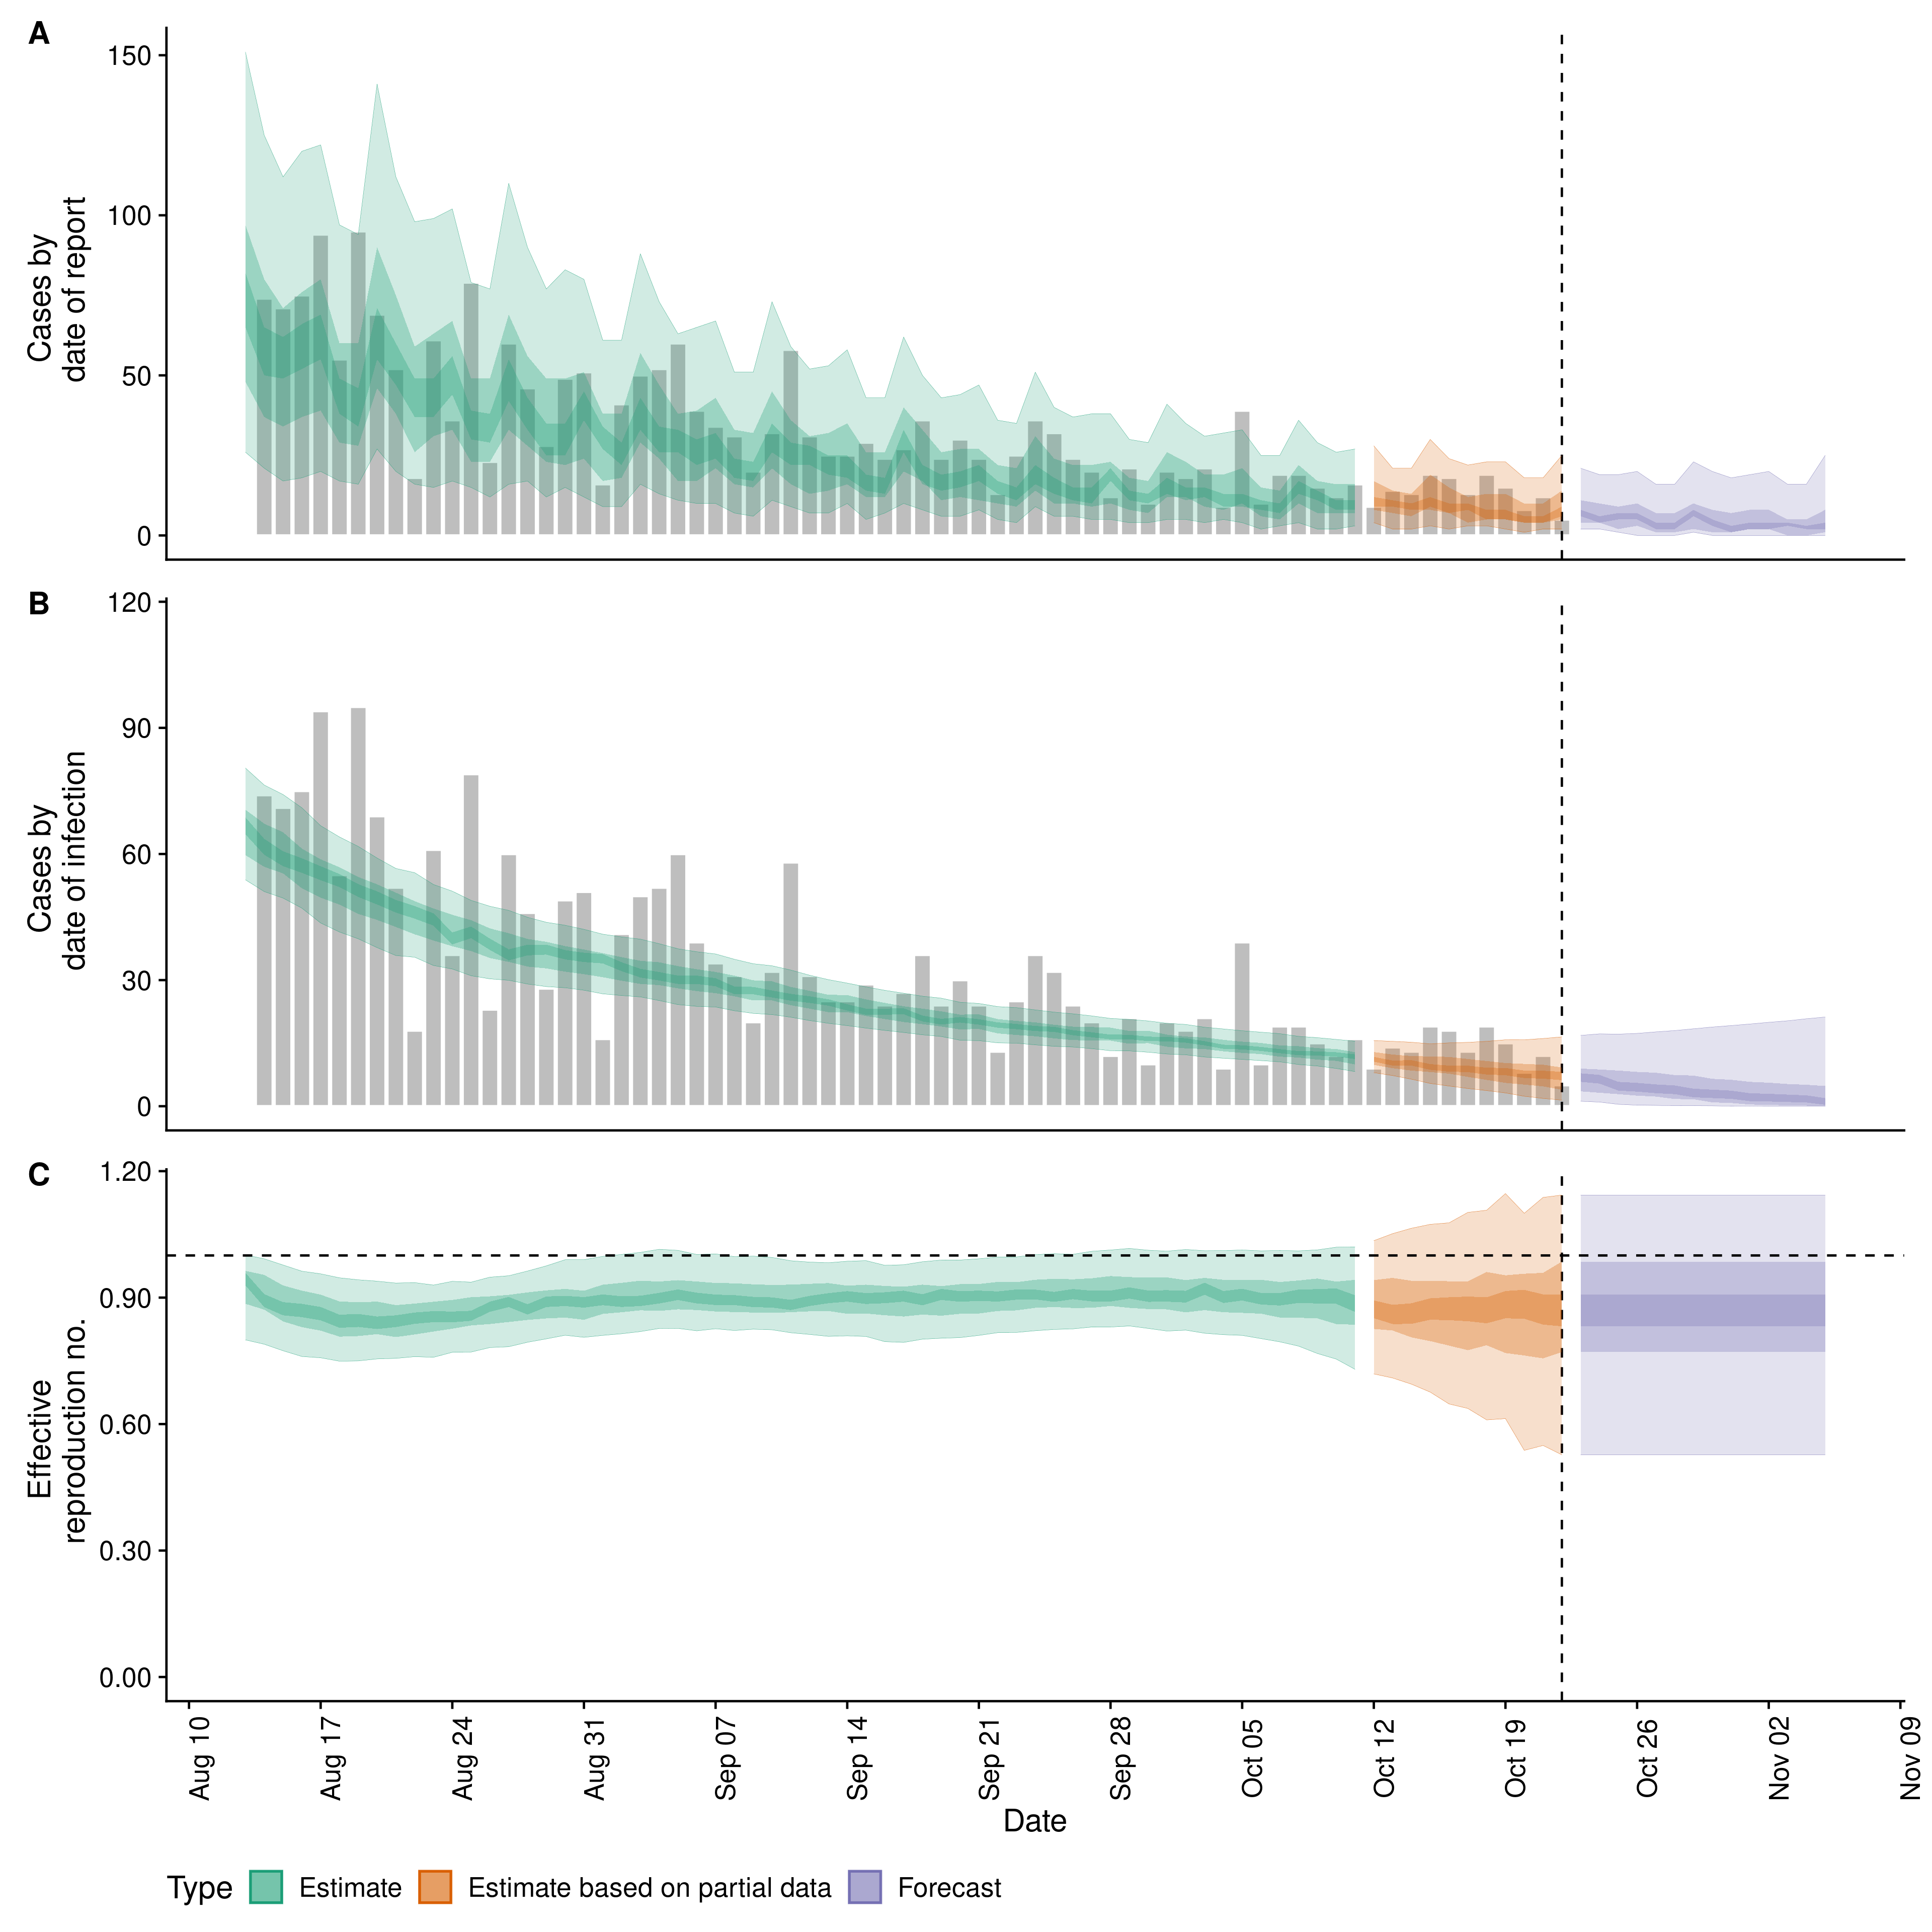 A
Cases by
date of report
150
100
50
0
B
Cases by
date of infection
120
90
60
30
0
C
Effective
reproduction no.
1.20
0.90
0.60
0.30
0.00
Aug 10
Aug 17
Aug 24
Aug 31
Sep 07
Sep 14
Sep 21
Sep 28
Oct 05
Oct 12
Oct 19
Oct 26
Nov 02
Nov 09
Date
Type Estimate Estimate based on partial data Forecast